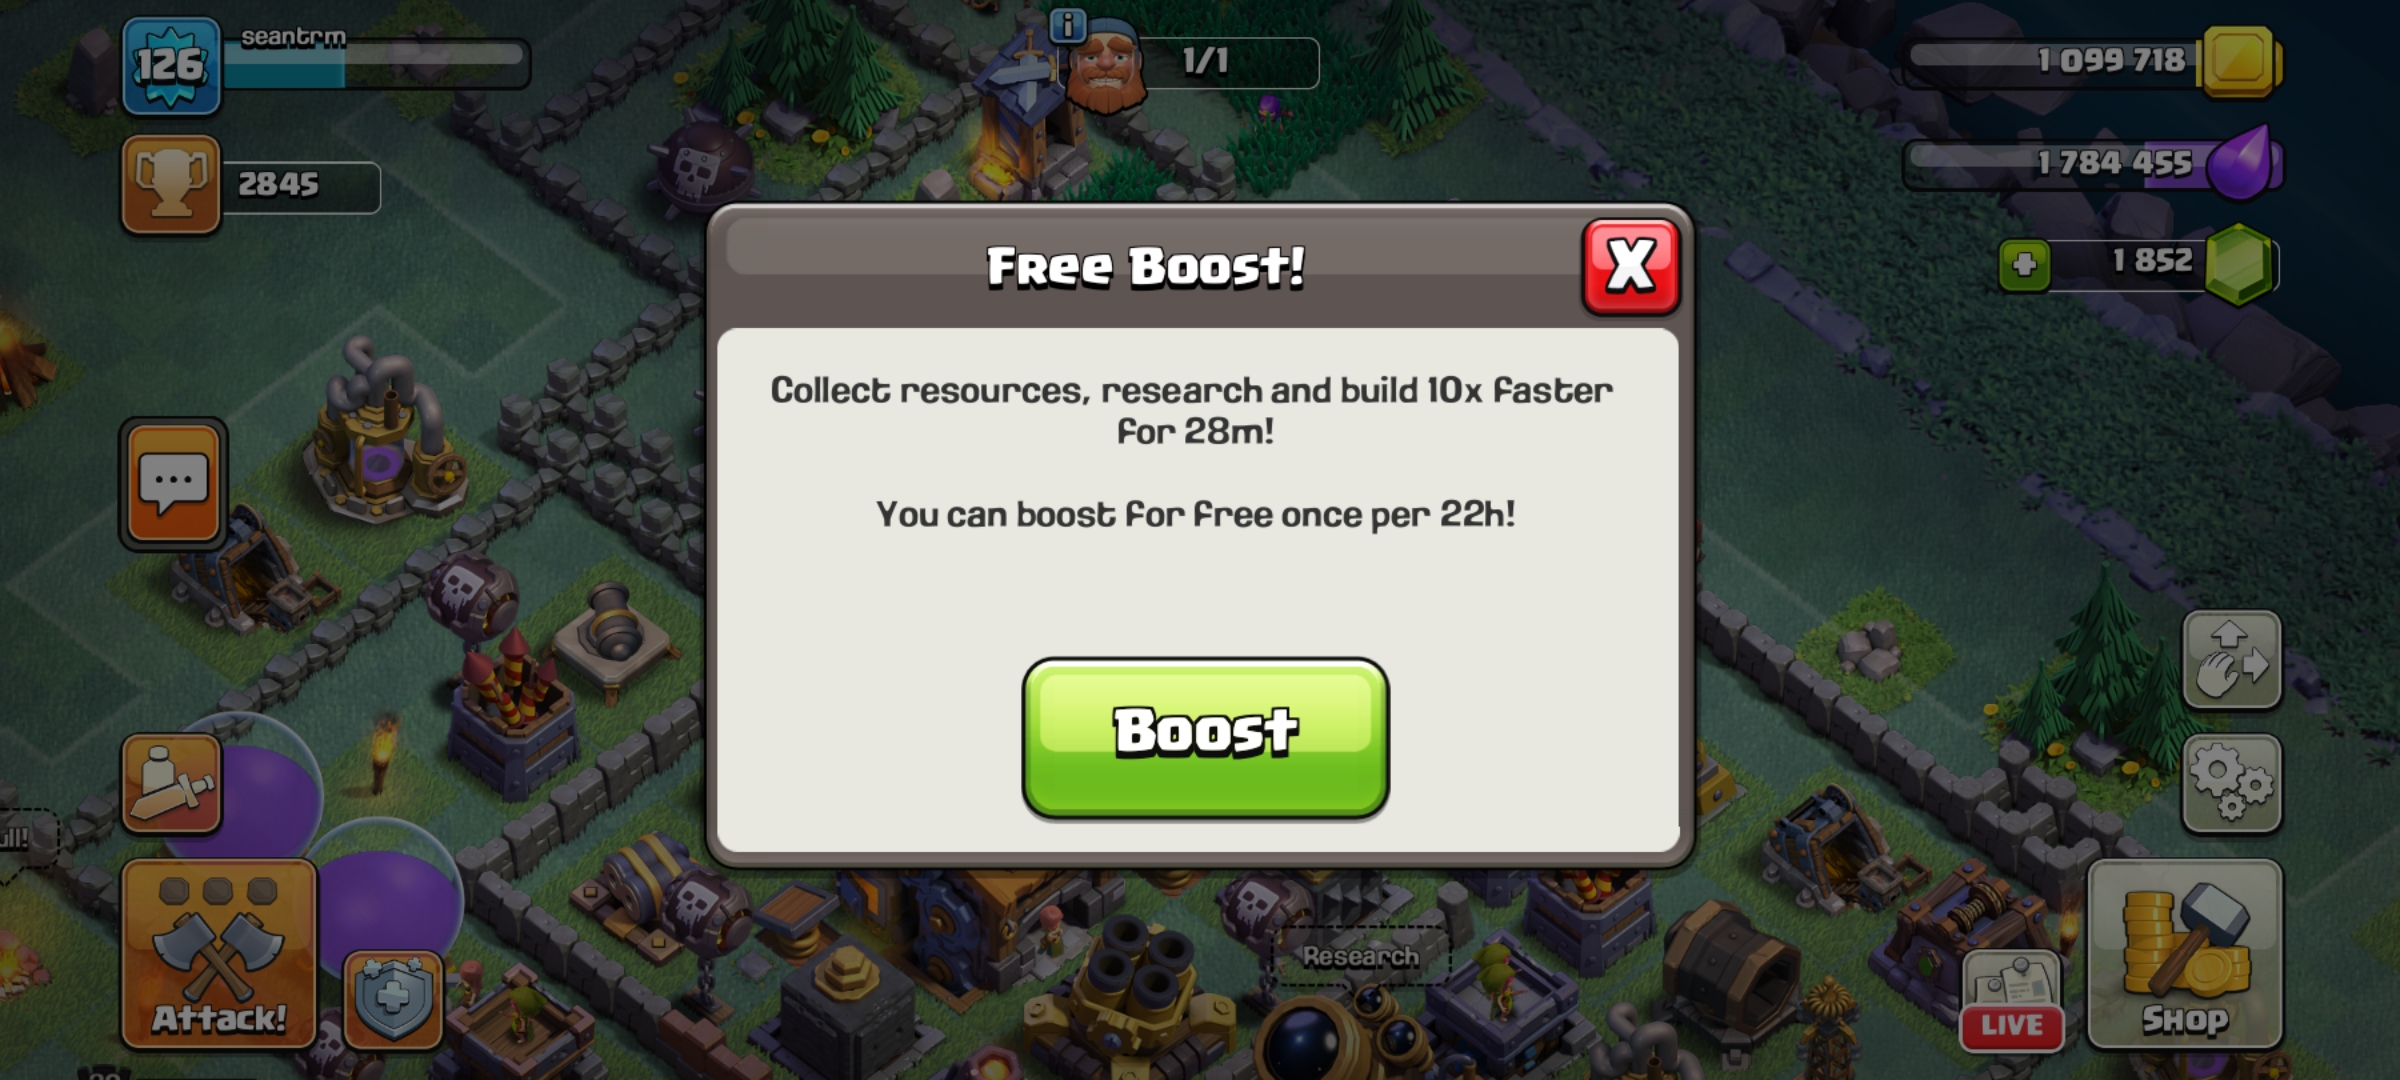 126
seantrm
i
1/1
1 099 718
2845
1 784 455
1 852
Free Boost!
X
Collect resources, research and build 10x faster
for 28m!
You can boost for free once per 22h!
Boost
Research
Attack!
LIVE
Shop